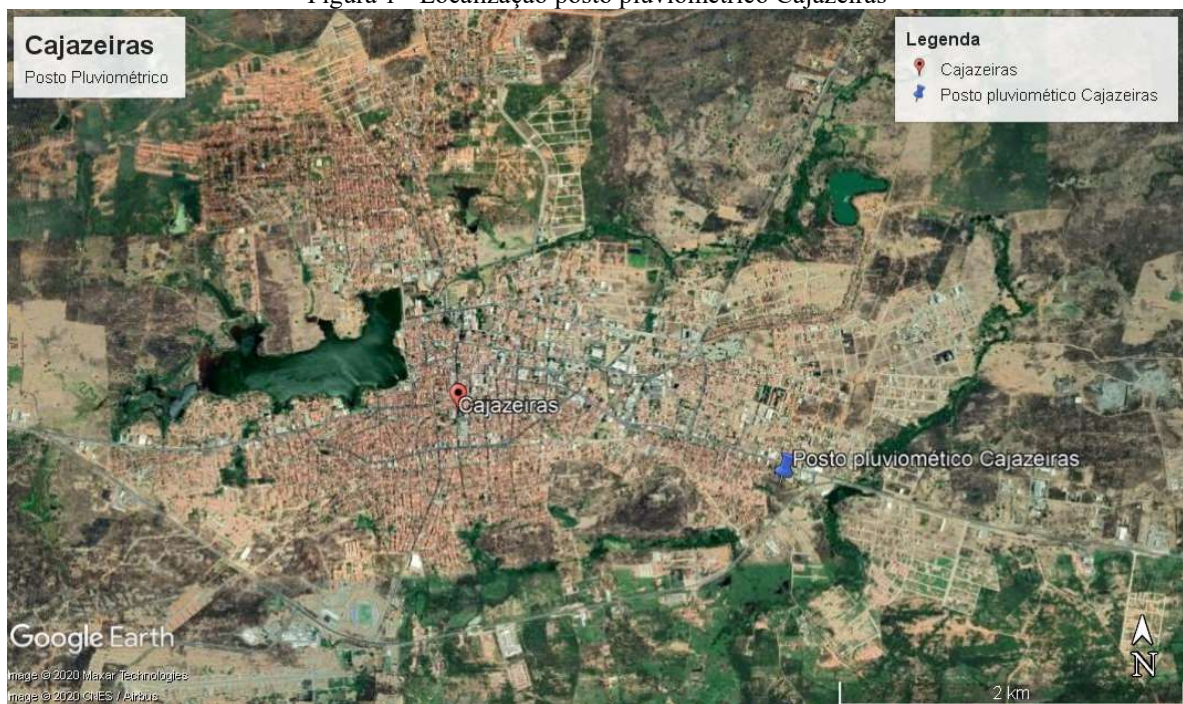 Figura 1 - Localização posto pluviométrico Cajazeiras
Cajazeiras
Posto Pluviométrico
Legenda
Cajazeiras
Posto pluviomético Cajazeiras
Cajazeiras
Posto pluviomético Cajazeiras
Google Earth
Image © 2020 Maxar Technologies
Image © 2020 CNES / Airbus
N
2 km